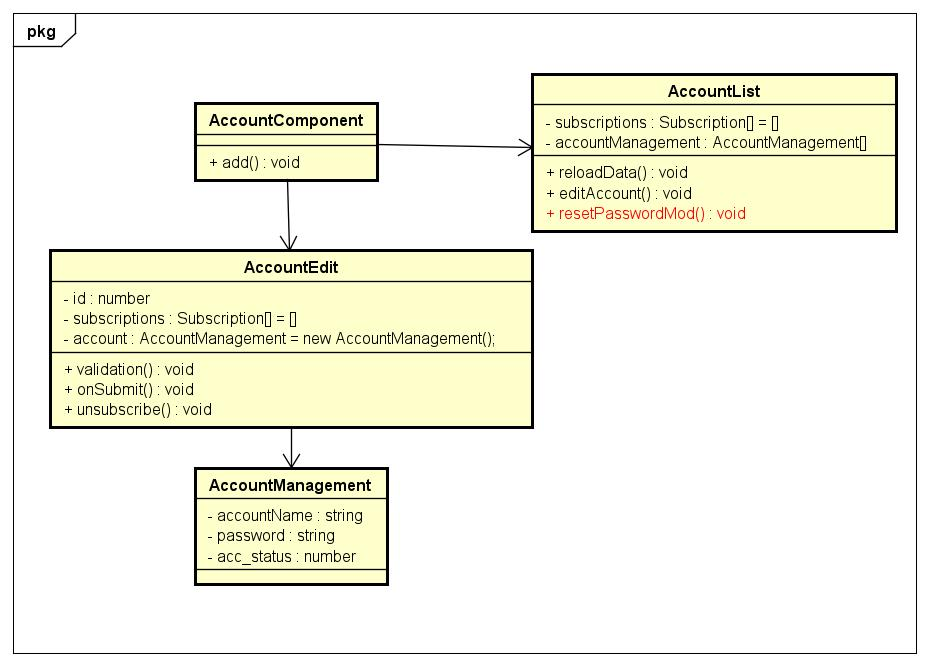 pkg
AccountComponent
+ add() : void
AccountList
- subscriptions : Subscription[] = []
- accountManagement : AccountManagement[]
+ reloadData() : void
+ editAccount() : void
+ resetPasswordMod() : void
AccountEdit
- id : number
- subscriptions : Subscription[] = []
- account : AccountManagement = new AccountManagement();
+ validation() : void
+ onSubmit() : void
+ unsubscribe() : void
AccountManagement
- accountName : string
- password : string
- acc_status : number